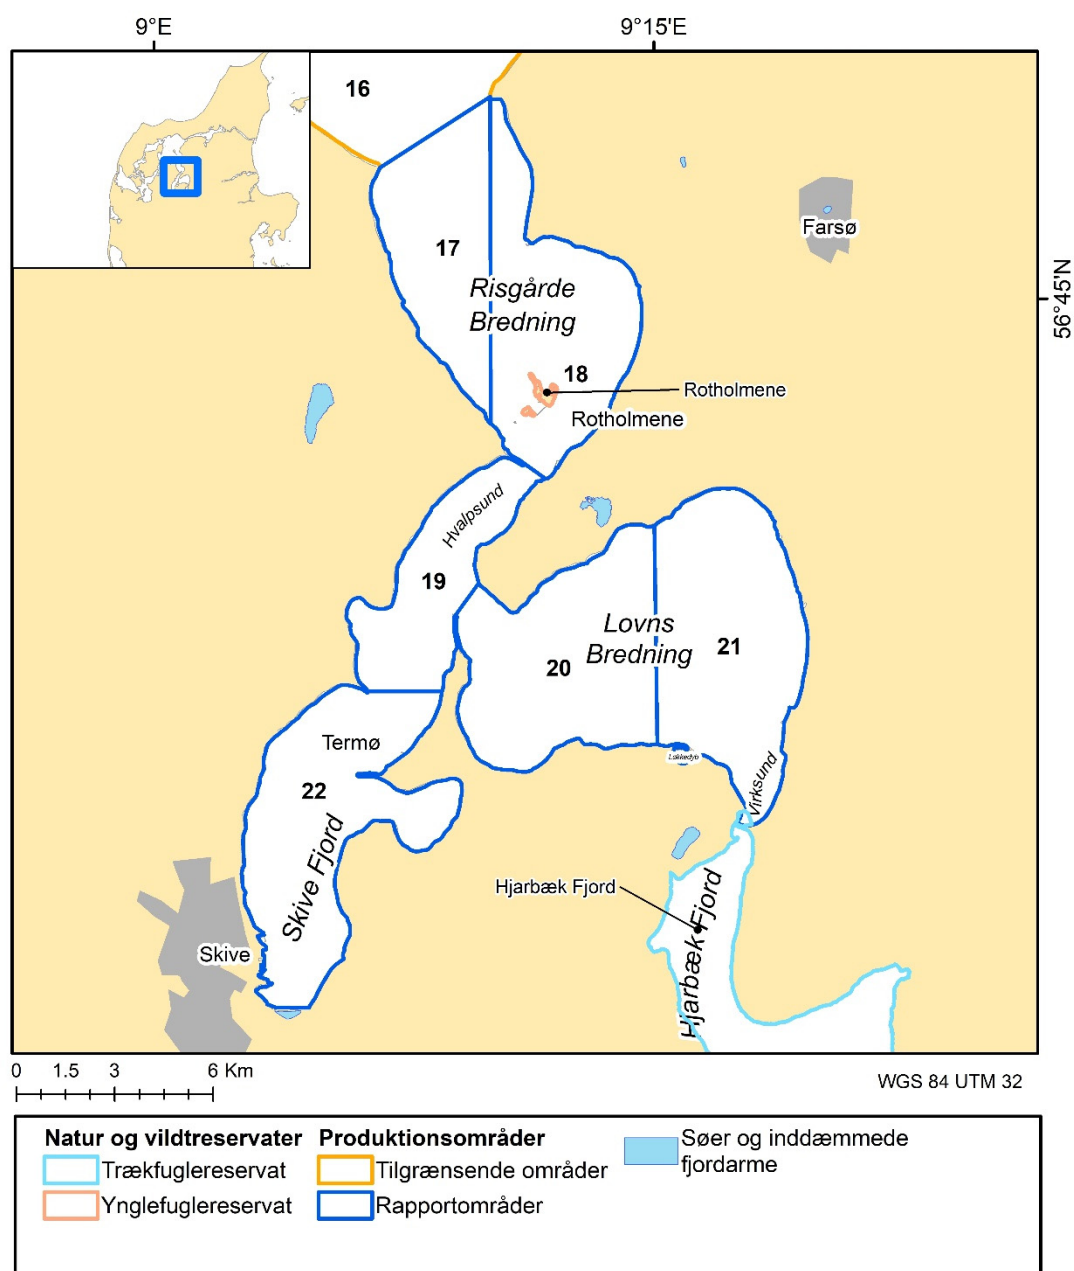 9°E
9°15'E
16
17
Farsø
Risgårde
Bredning
56°45'N
18
Rotholmene
Rotholmene
Hvalpsund
19
Lovns
Bredning
20
21
Termø
Løkkedyb
Virksund
22
Skive Fjord
Hjarbæk Fjord
Hjarbæk Fjord
Skive
0 1.5 3 6 Km
WGS 84 UTM 32
Natur og vildtreservater
Trækfuglereservat
Ynglefuglereservat
Produktionsområder
Tilgrænsende områder
Rapportområder
Søer og inddæmmede
fjordarme